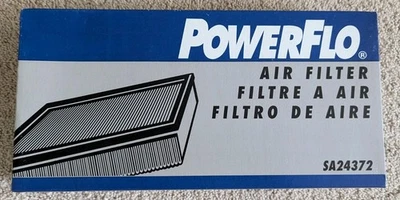 POWERFLO®
AIR FILTER
FILTRE A AIR
FILTRO DE AIRE
SA24372